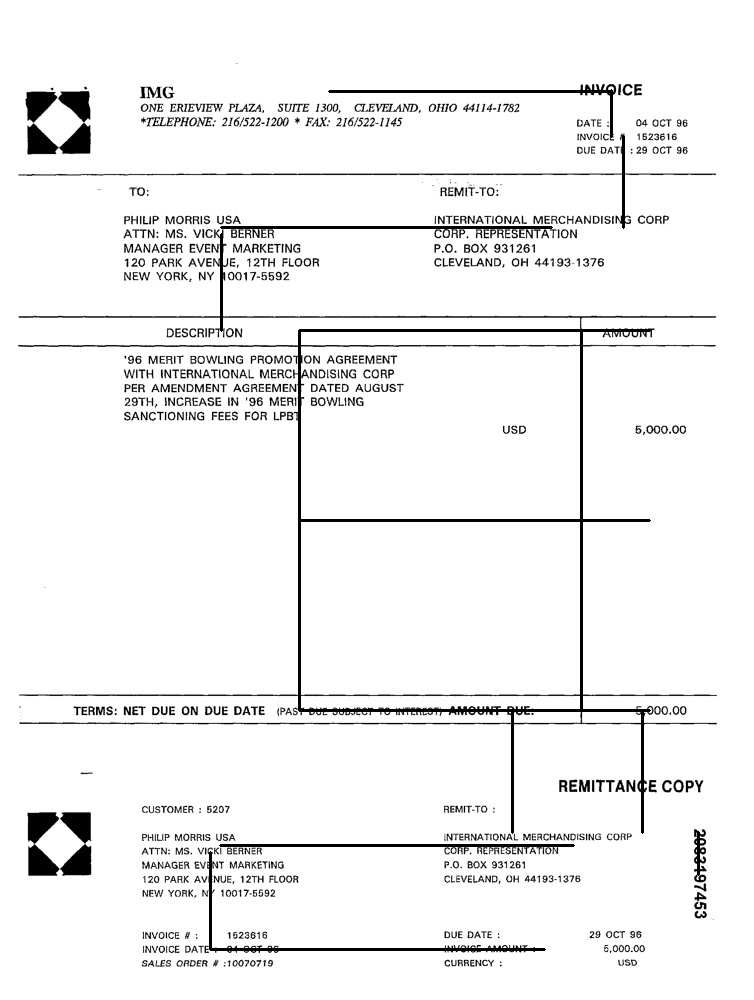 IMG
ONE ERIEVIEW PLAZA, SUITE 1300, CLEVELAND, OHIO 44114-1782
*TELEPHONE: 216/522-1200 * FAX: 216/522-1145
INVOICE
DATE : 04 OCT 96
INVOICE # 1523616
DUE DATE : 29 OCT 96
TO:
PHILIP MORRIS USA
ATTN: MS. VICKI BERNER
MANAGER EVENT MARKETING
120 PARK AVENUE, 12TH FLOOR
NEW YORK, NY 10017-5592
REMIT-TO:
INTERNATIONAL MERCHANDISING CORP
CORP. REPRESENTATION
P.O. BOX 931261
CLEVELAND, OH 44193-1376
DESCRIPTION AMOUNT
'96 MERIT BOWLING PROMOTION AGREEMENT
WITH INTERNATIONAL MERCHANDISING CORP
PER AMENDMENT AGREEMENT DATED AUGUST
29TH, INCREASE IN '96 MERIT BOWLING
SANCTIONING FEES FOR LPBT
USD 5,000.00
TERMS: NET DUE ON DUE DATE (PAST DUE SUBJECT TO INTEREST) AMOUNT DUE: 5,000.00
REMITTANCE COPY
CUSTOMER : 5207
PHILIP MORRIS USA
ATTN: MS. VICKI BERNER
MANAGER EVENT MARKETING
120 PARK AVENUE, 12TH FLOOR
NEW YORK, NY 10017-5592
REMIT-TO :
INTERNATIONAL MERCHANDISING CORP
CORP. REPRESENTATION
P.O. BOX 931261
CLEVELAND, OH 44193-1376
INVOICE # : 1523616
INVOICE DATE : 04 OCT 96
SALES ORDER # :10070719
DUE DATE : 29 OCT 96
INVOICE AMOUNT : 5,000.00
CURRENCY : USD
2083197453